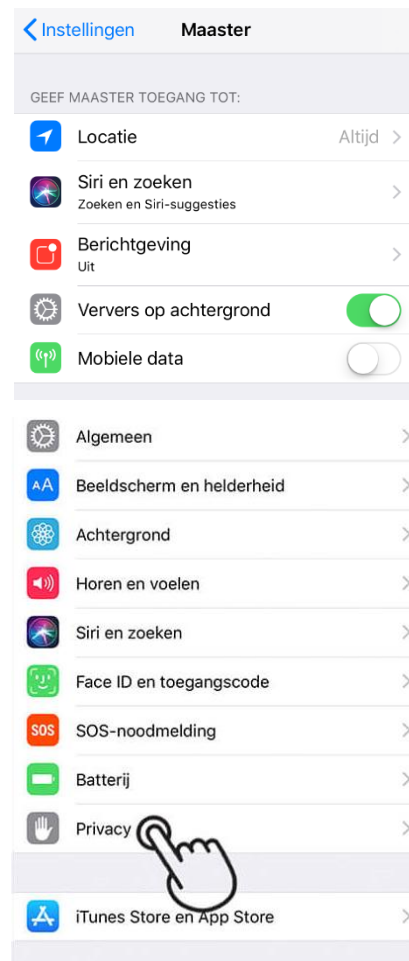 Instellingen Maaster
GEEF MAASTER TOEGANG TOT:
Locatie Altijd
Siri en zoeken
Zoeken en Siri-suggesties
Berichtgeving
Uit
Ververs op achtergrond
Mobiele data
Algemeen
AA Beeldscherm en helderheid
Achtergrond
Horen en voelen
Siri en zoeken
Face ID en toegangscode
SOS SOS-noodmelding
Batterij
Privacy
iTunes Store en App Store